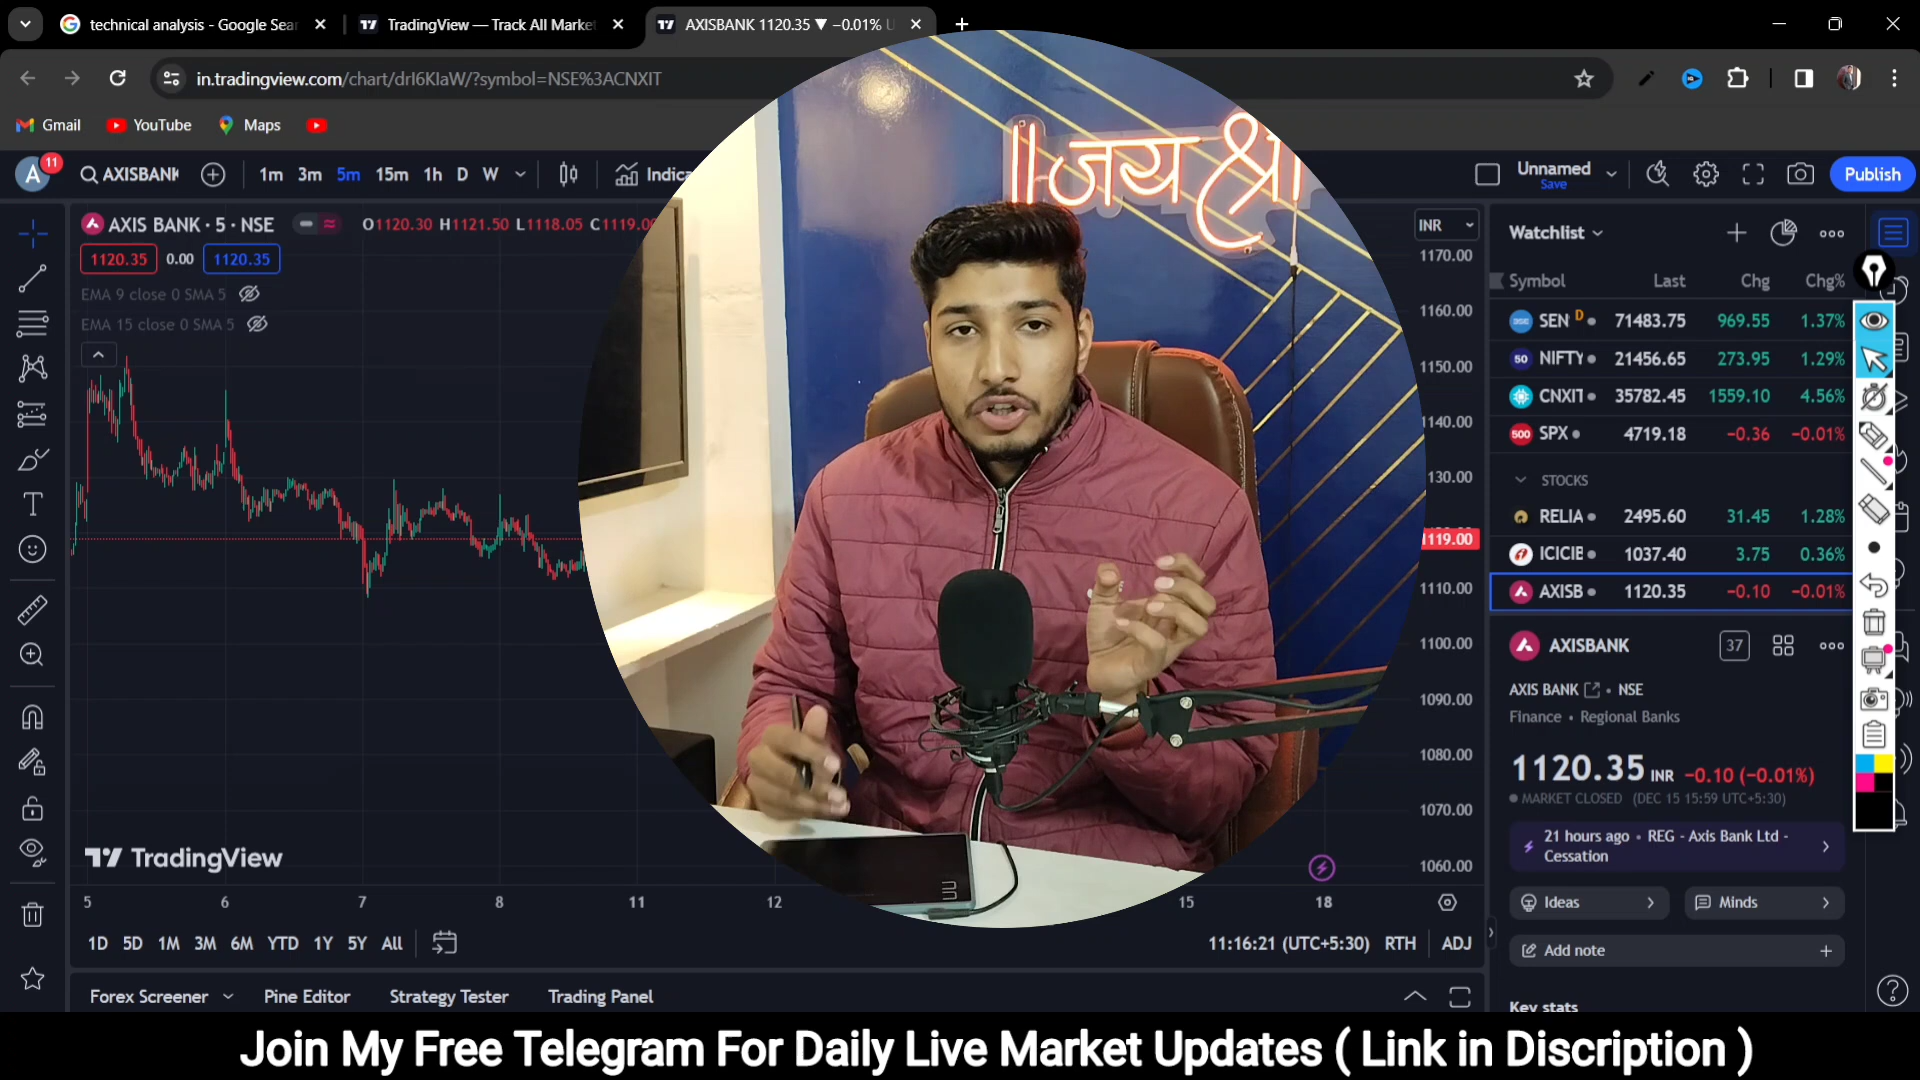 technical analysis - Google Sea
TradingView — Track All Marke
AXISBANK 1120.35 ▼ −0.01% U
in.tradingview.com/chart/drI6KIaW/?symbol=NSE%3ACNXIT
Gmail
YouTube
Maps
A
11
AXISBANK
1m 3m 5m 15m 1h D W
Indica
Unnamed
Save
Publish
AXIS BANK · 5 · NSE
O1120.30 H1121.50 L1118.05 C1119.00
1120.35 0.00 1120.35
EMA 9 close 0 SMA 5
EMA 15 close 0 SMA 5
॥ जय श्री
INR
1170.00
1160.00
1150.00
1140.00
1130.00
1119.00
1110.00
1100.00
1090.00
1080.00
1070.00
1060.00
TradingView
5 6 7 8 11 12 15 18
1D 5D 1M 3M 6M YTD 1Y 5Y All
11:16:21 (UTC+5:30) RTH ADJ
Forex Screener Pine Editor Strategy Tester Trading Panel
Watchlist
Symbol Last Chg Chg%
SEN D 71483.75 969.55 1.37%
50 NIFTY 21456.65 273.95 1.29%
CNXIT 35782.45 1559.10 4.56%
500 SPX 4719.18 −0.36 −0.01%
STOCKS
RELIA 2495.60 31.45 1.28%
ICICIB 1037.40 3.75 0.36%
AXISB 1120.35 −0.10 −0.01%
AXISBANK
37
AXIS BANK • NSE
Finance • Regional Banks
1120.35 INR −0.10 (−0.01%)
MARKET CLOSED (DEC 15 15:59 UTC+5:30)
21 hours ago • REG - Axis Bank Ltd -
Cessation
Ideas
Minds
Add note
Key stats
Join My Free Telegram For Daily Live Market Updates ( Link in Discription )